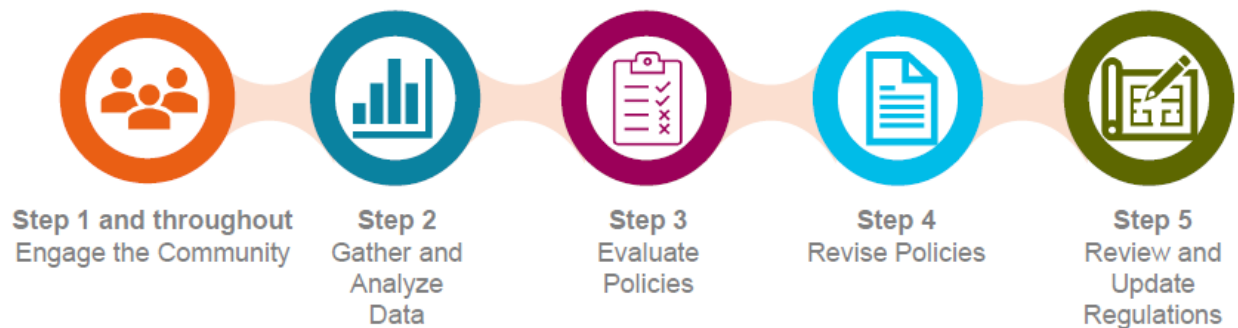 Step 1 and throughout
Engage the Community
Step 2
Gather and
Analyze
Data
Step 3
Evaluate
Policies
Step 4
Revise Policies
Step 5
Review and
Update
Regulations